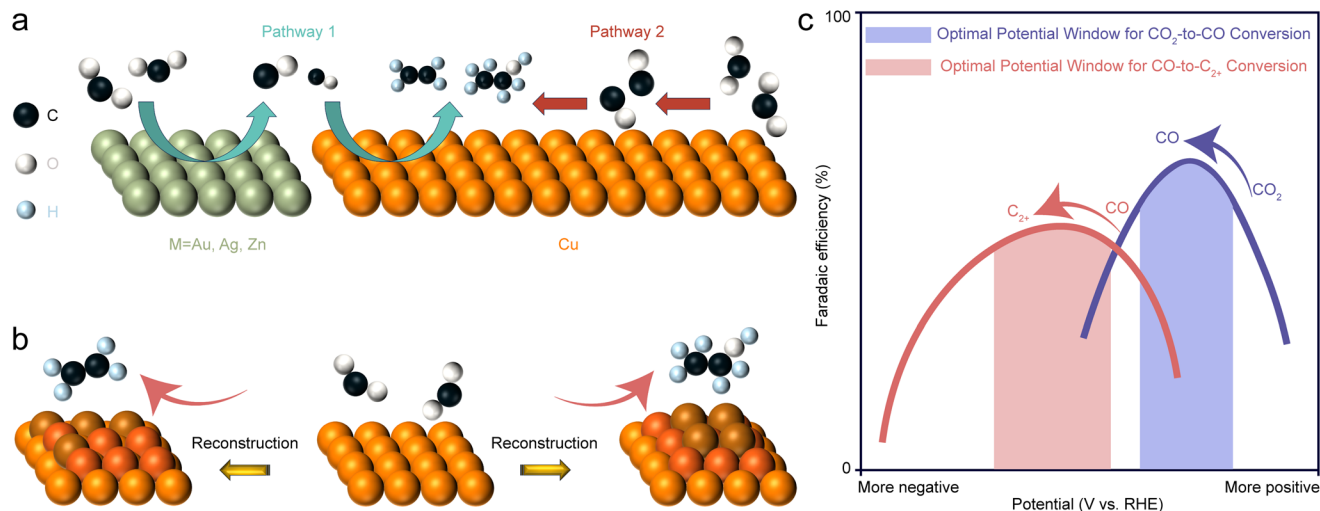 a
Pathway 1
Pathway 2
C
O
H
M=Au, Ag, Zn
Cu
b
Reconstruction
Reconstruction
c
100
Optimal Potential Window for CO₂-to-CO Conversion
Optimal Potential Window for CO-to-C₂₊ Conversion
CO
CO₂
C₂₊
CO
Faradaic efficiency (%)
0
More negative
More positive
Potential (V vs. RHE)